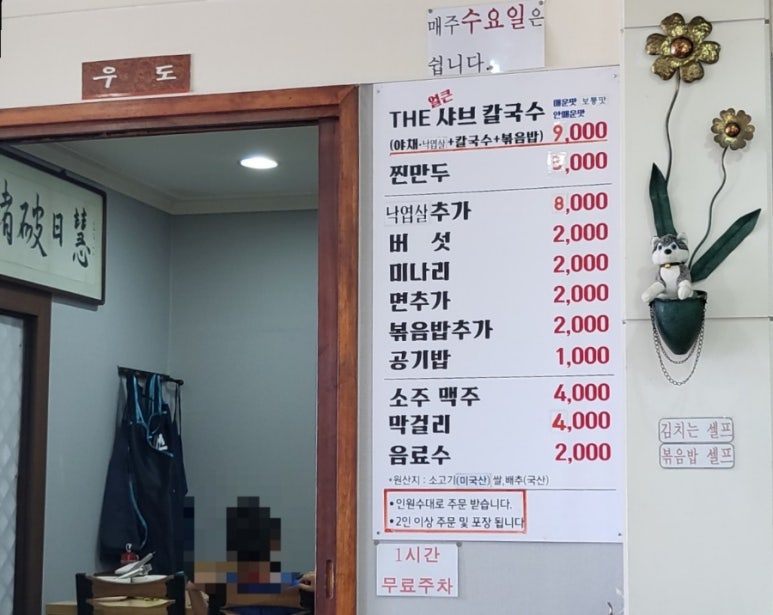 매주 수요일은
쉽니다.
우 도
얼큰
THE 샤브 칼국수 매운맛 보통맛
안매운맛
(야채·낙엽살+칼국수+볶음밥) 9,000
찐만두 ,000
낙엽살추가 8,000
버 섯 2,000
미나리 2,000
면추가 2,000
볶음밥추가 2,000
공기밥 1,000
소주 맥주 4,000
막걸리 4,000
음료수 2,000
*원산지 : 소고기(미국산) 쌀,배추(국산)
• 인원수대로 주문 받습니다.
• 2인 이상 주문 및 포장 됩니다
1시간
무료주차
김치는 셀프
볶음밥 셀프
破日慧